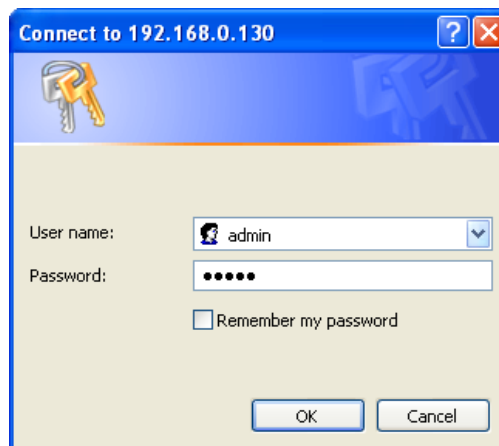 Connect to 192.168.0.130
User name:
admin
Password:
•••••
Remember my password
OK
Cancel